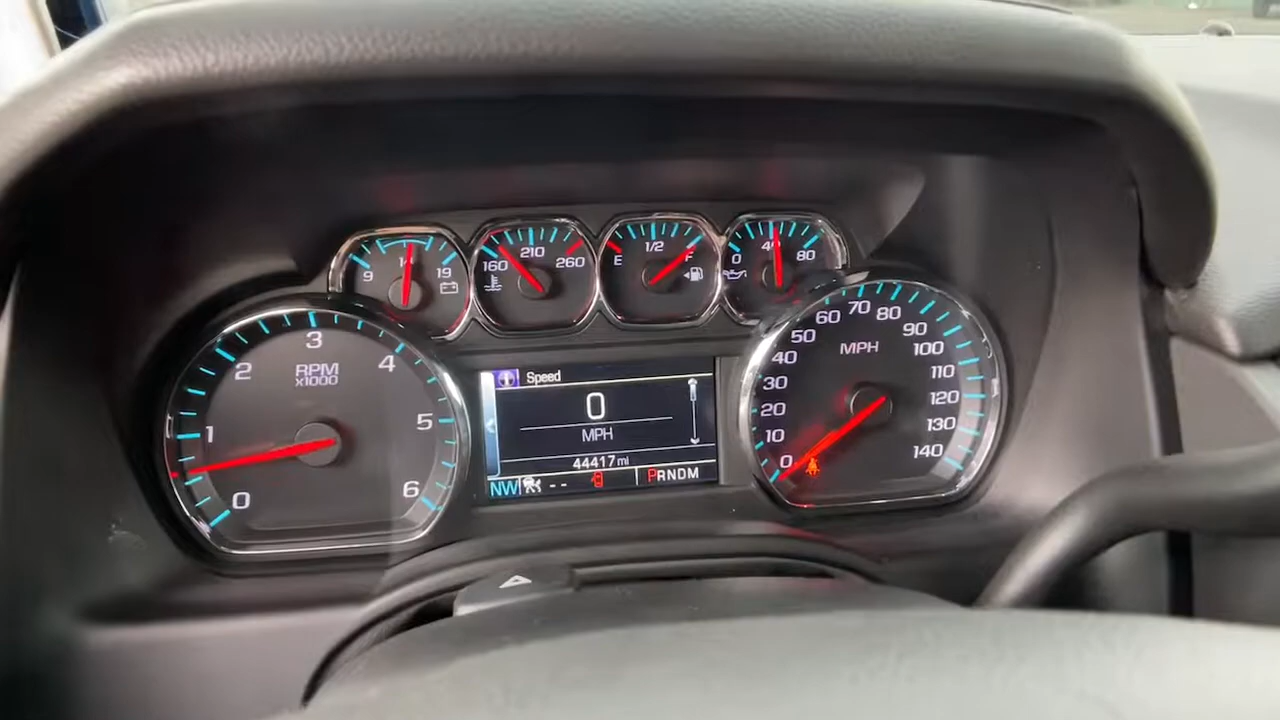 9 14 19
160 210 260
E 1/2 F
0 40 80
0 1 2 3 4 5 6
RPM
x1000
Speed
0
MPH
44417 mi
NW -- PRNDM
0 10 20 30 40 50 60 70 80 90 100 110 120 130 140
MPH